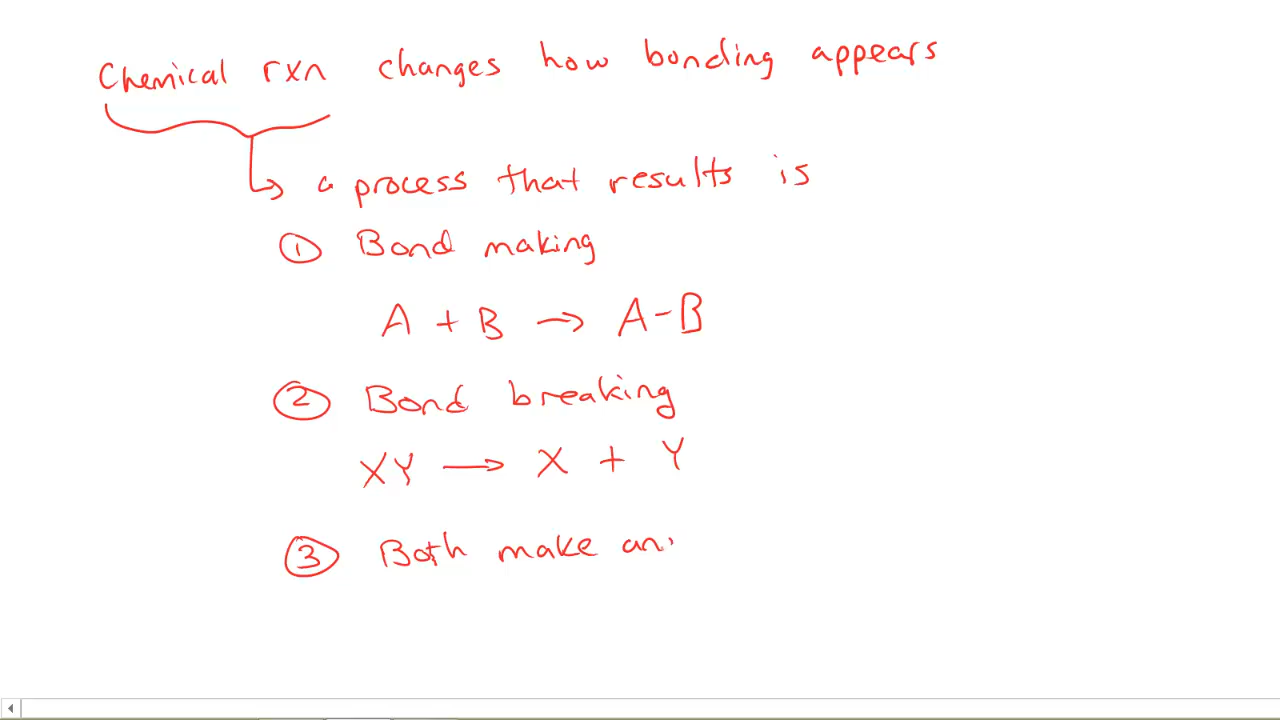 Chemical rxn changes how bonding appears
↳ a process that results is
① Bond making
A + B → A-B
② Bond breaking
XY → X + Y
③ Both make an